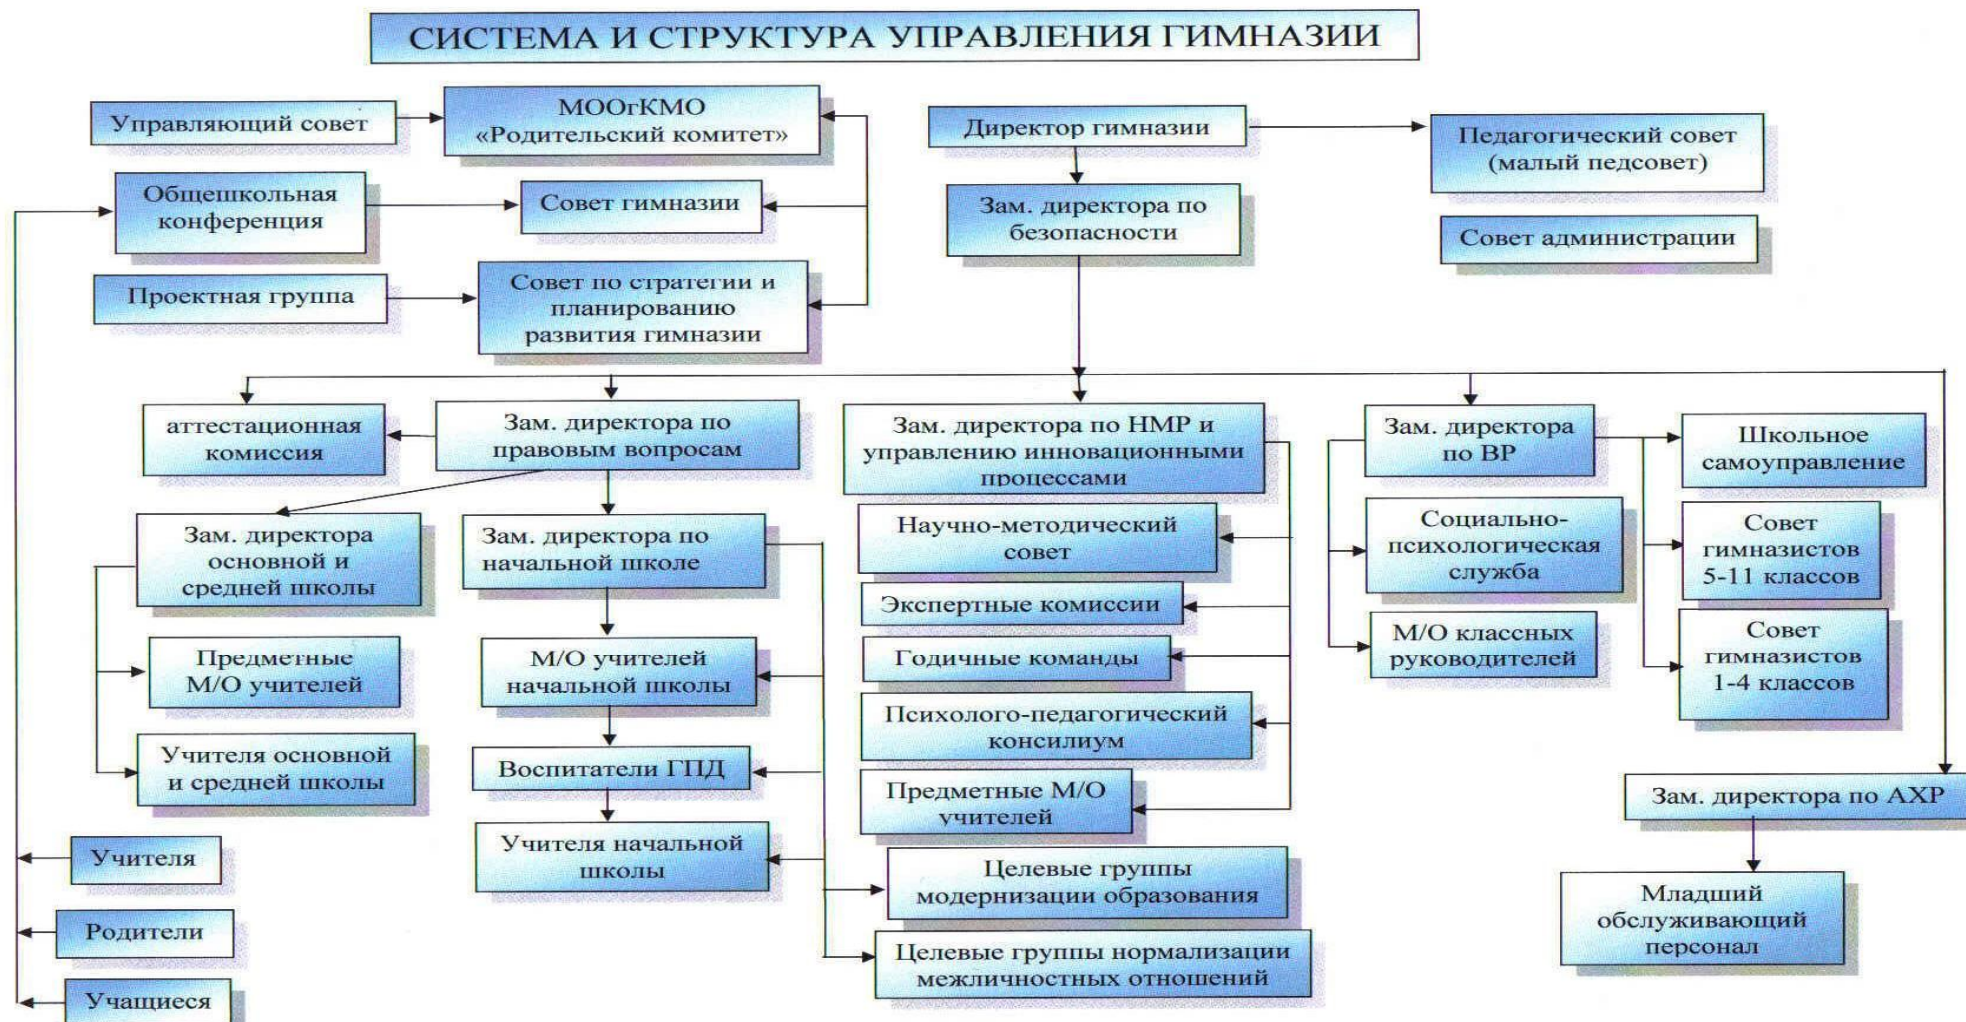 СИСТЕМА И СТРУКТУРА УПРАВЛЕНИЯ ГИМНАЗИИ
Управляющий совет
МООгКМО
«Родительский комитет»
Директор гимназии
Педагогический совет
(малый педсовет)
Общешкольная
конференция
Совет гимназии
Зам. директора по
безопасности
Совет администрации
Проектная группа
Совет по стратегии и
планированию
развития гимназии
аттестационная
комиссия
Зам. директора по
правовым вопросам
Зам. директора по НМР и
управлению инновационными
процессами
Зам. директора
по ВР
Школьное
самоуправление
Зам. директора
основной и
средней школы
Зам. директора по
начальной школе
Научно-методический
совет
Социально-
психологическая
служба
Совет
гимназистов
5-11 классов
Экспертные комиссии
Предметные
М/О учителей
М/О учителей
начальной школы
Годичные команды
М/О классных
руководителей
Совет
гимназистов
1-4 классов
Психолого-педагогический
консилиум
Учителя основной
и средней школы
Воспитатели ГПД
Предметные М/О
учителей
Зам. директора по АХР
Учителя начальной
школы
Учителя
Целевые группы
модернизации образования
Младший
обслуживающий
персонал
Родители
Целевые группы нормализации
межличностных отношений
Учащиеся